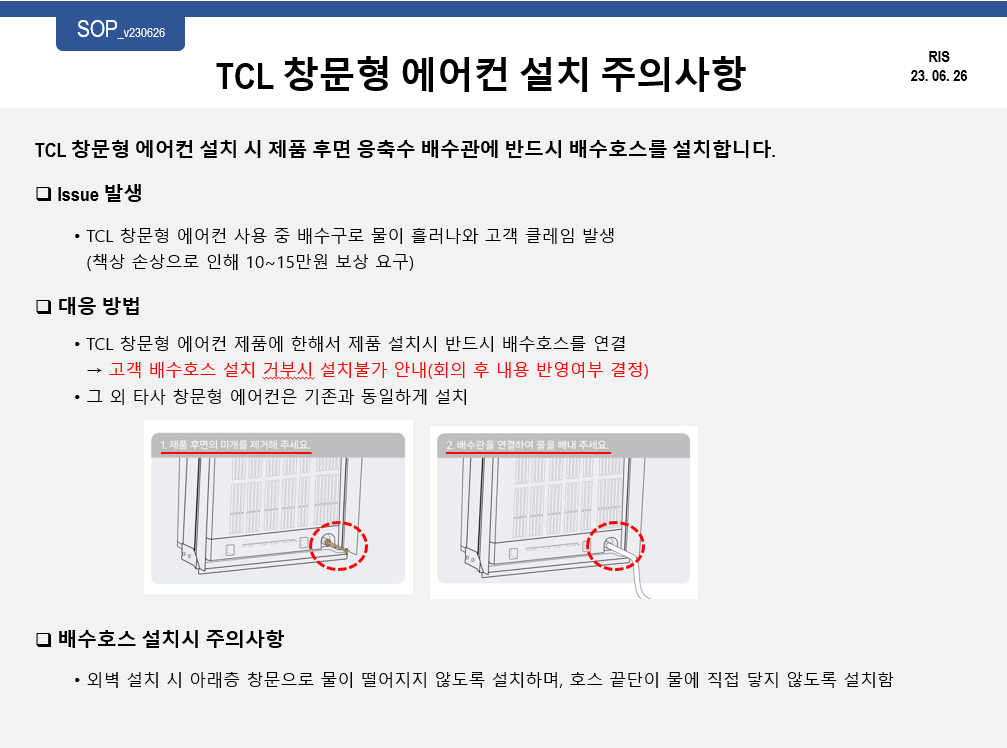 SOP_v230626
TCL 창문형 에어컨 설치 주의사항
RIS
23. 06. 26
TCL 창문형 에어컨 설치 시 제품 후면 응축수 배수관에 반드시 배수호스를 설치합니다.
❑ Issue 발생
• TCL 창문형 에어컨 사용 중 배수구로 물이 흘러나와 고객 클레임 발생
(책상 손상으로 인해 10~15만원 보상 요구)
❑ 대응 방법
• TCL 창문형 에어컨 제품에 한해서 제품 설치시 반드시 배수호스를 연결
→ 고객 배수호스 설치 거부시 설치불가 안내(회의 후 내용 반영여부 결정)
• 그 외 타사 창문형 에어컨은 기존과 동일하게 설치
1. 제품 후면의 마개를 제거해 주세요.
2. 배수관을 연결하여 물을 빼내 주세요.
❑ 배수호스 설치시 주의사항
• 외벽 설치 시 아래층 창문으로 물이 떨어지지 않도록 설치하며, 호스 끝단이 물에 직접 닿지 않도록 설치함